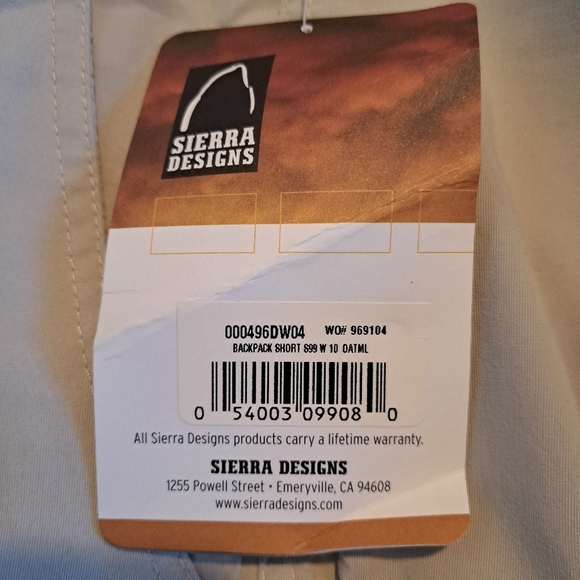 SIERRA
DESIGNS
000496DW04 WO# 969104
BACKPACK SHORT S99 W 10 OATML
0 54003 09908 0
All Sierra Designs products carry a lifetime warranty.
SIERRA DESIGNS
1255 Powell Street • Emeryville, CA 94608
www.sierradesigns.com